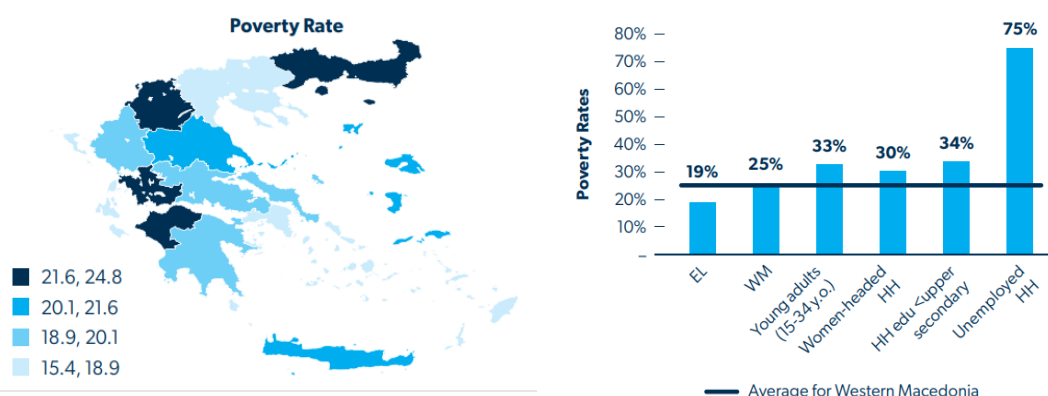 Poverty Rate
21.6, 24.8
20.1, 21.6
18.9, 20.1
15.4, 18.9
Poverty Rates
80%
70%
60%
50%
40%
30%
20%
10%
–
19%
25%
33%
30%
34%
75%
EL
WM
Young adults
(15-34 y.o.)
Women-headed
HH
HH edu <upper
secondary
Unemployed
HH
Average for Western Macedonia